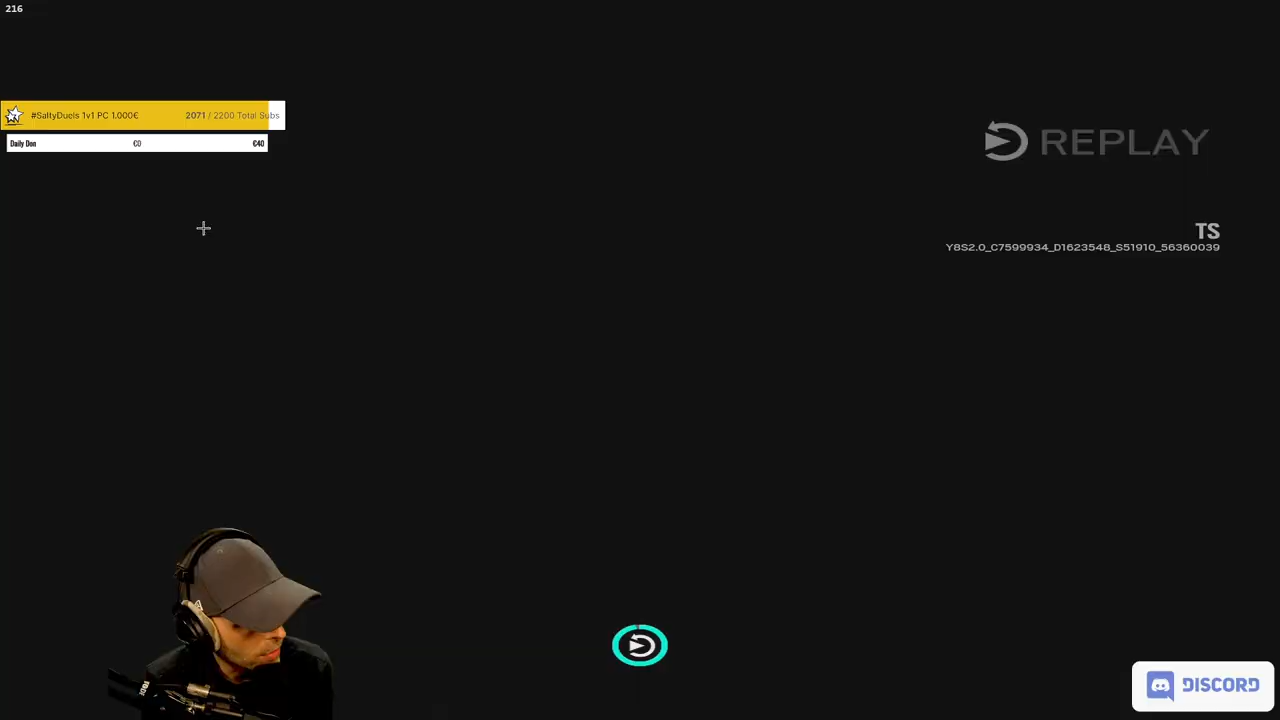 216
#SaltyDuels 1v1 PC 1.000€ 2071 / 2200 Total Subs
Daily Don €0 €40
REPLAY
TS
Y8S2.0_C7599934_D1623548_S51910_56360039
DISCORD